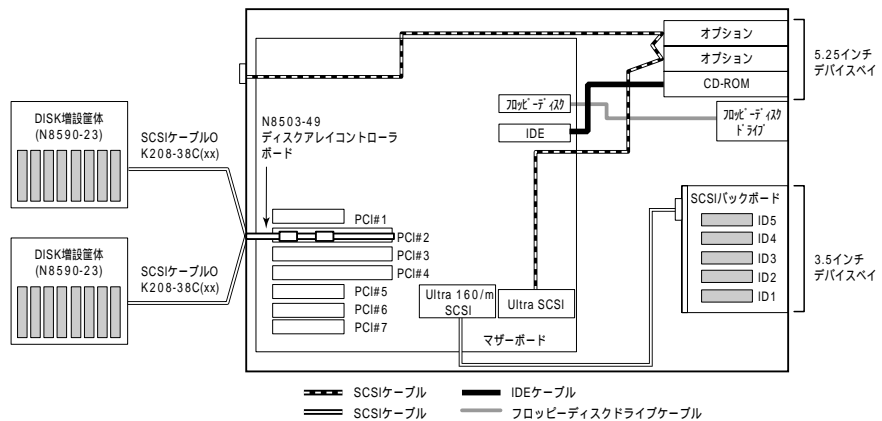 オプション
オプション
CD-ROM
5.25インチ
デバイスベイ
フロッピーディスク
IDE
フロッピーディスク
ドライブ
DISK増設筐体
(N8590-23)
SCSIケーブルO
K208-38C(xx)
N8503-49
ディスクアレイコントローラ
ボード
PCI#1
PCI#2
PCI#3
PCI#4
PCI#5
PCI#6
PCI#7
DISK増設筐体
(N8590-23)
SCSIケーブルO
K208-38C(xx)
SCSIバックボード
ID5
ID4
ID3
ID2
ID1
3.5インチ
デバイスベイ
Ultra 160/m
SCSI
Ultra SCSI
マザーボード
SCSIケーブル
IDEケーブル
SCSIケーブル
フロッピーディスクドライブケーブル